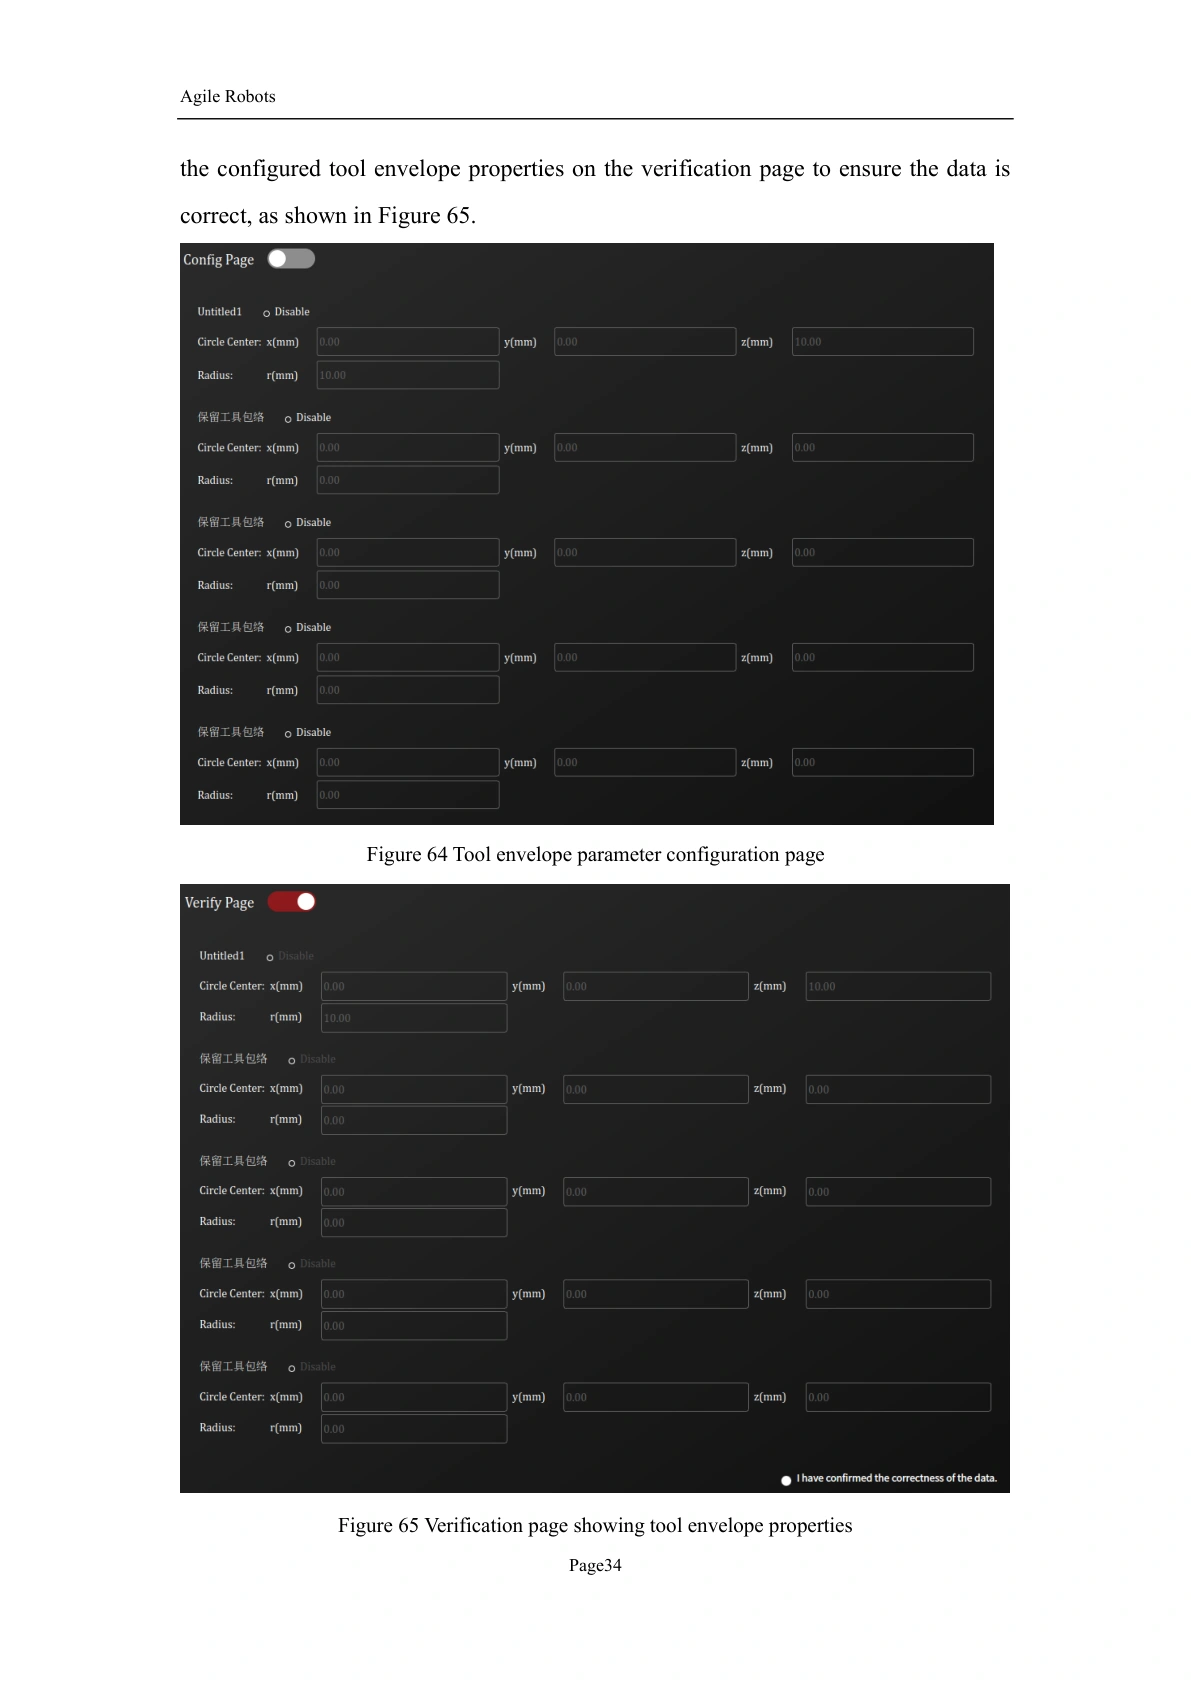 Agile Robots
the configured tool envelope properties on the verification page to ensure the data is
correct, as shown in Figure 65.
Config Page
Untitled1 Disable
Circle Center: x(mm) 0.00 y(mm) 0.00 z(mm) 10.00
Radius: r(mm) 10.00
保留工具包络 Disable
Circle Center: x(mm) 0.00 y(mm) 0.00 z(mm) 0.00
Radius: r(mm) 0.00
保留工具包络 Disable
Circle Center: x(mm) 0.00 y(mm) 0.00 z(mm) 0.00
Radius: r(mm) 0.00
保留工具包络 Disable
Circle Center: x(mm) 0.00 y(mm) 0.00 z(mm) 0.00
Radius: r(mm) 0.00
保留工具包络 Disable
Circle Center: x(mm) 0.00 y(mm) 0.00 z(mm) 0.00
Radius: r(mm) 0.00
Figure 64 Tool envelope parameter configuration page
Verify Page
Untitled1 Disable
Circle Center: x(mm) 0.00 y(mm) 0.00 z(mm) 10.00
Radius: r(mm) 10.00
保留工具包络 Disable
Circle Center: x(mm) 0.00 y(mm) 0.00 z(mm) 0.00
Radius: r(mm) 0.00
保留工具包络 Disable
Circle Center: x(mm) 0.00 y(mm) 0.00 z(mm) 0.00
Radius: r(mm) 0.00
保留工具包络 Disable
Circle Center: x(mm) 0.00 y(mm) 0.00 z(mm) 0.00
Radius: r(mm) 0.00
保留工具包络 Disable
Circle Center: x(mm) 0.00 y(mm) 0.00 z(mm) 0.00
Radius: r(mm) 0.00
I have confirmed the correctness of the data.
Figure 65 Verification page showing tool envelope properties
Page34